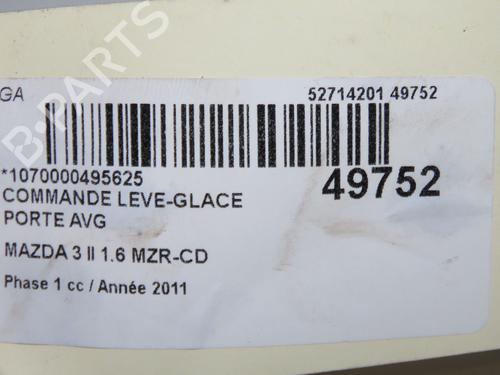 GA
52714201 49752
B-PARTS
*1070000495625
49752
COMMANDE LEVE-GLACE
PORTE AVG
MAZDA 3 II 1.6 MZR-CD
Phase 1 cc / Année 2011